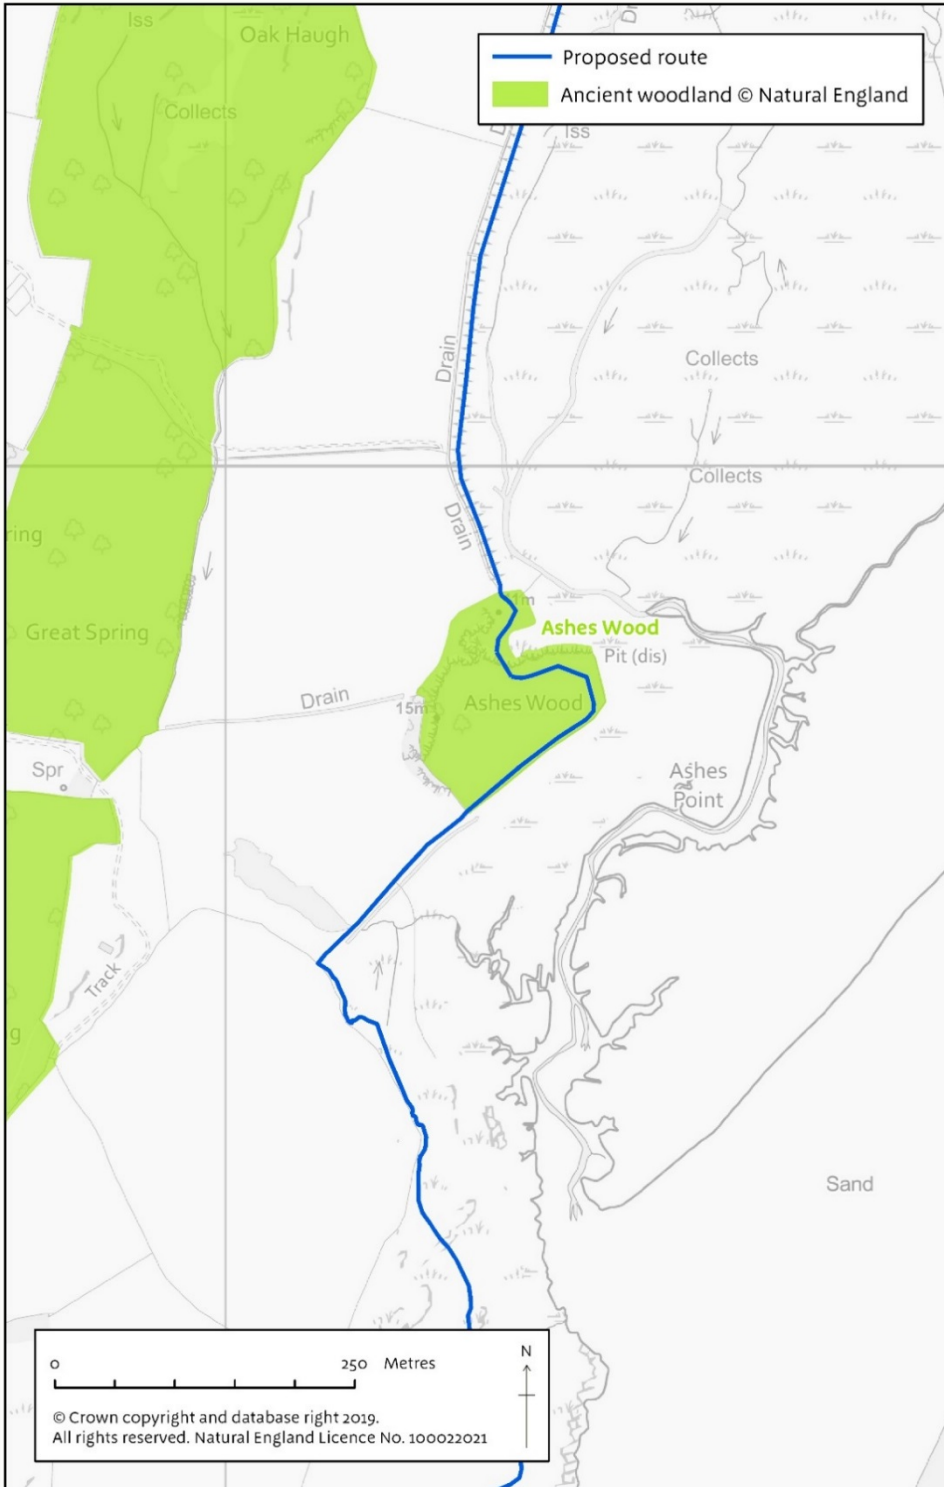 Iss
Oak Haugh
Dr
Proposed route
Ancient woodland © Natural England
Collects
D
Iss
Drain
Collects
Collects
Drain
ring
Great Spring
1m
Ashes Wood
Pit (dis)
Drain
15m
Ashes Wood
Spr
Ashes
Point
Track
g
Sand
0 250 Metres
N
© Crown copyright and database right 2019.
All rights reserved. Natural England Licence No. 100022021